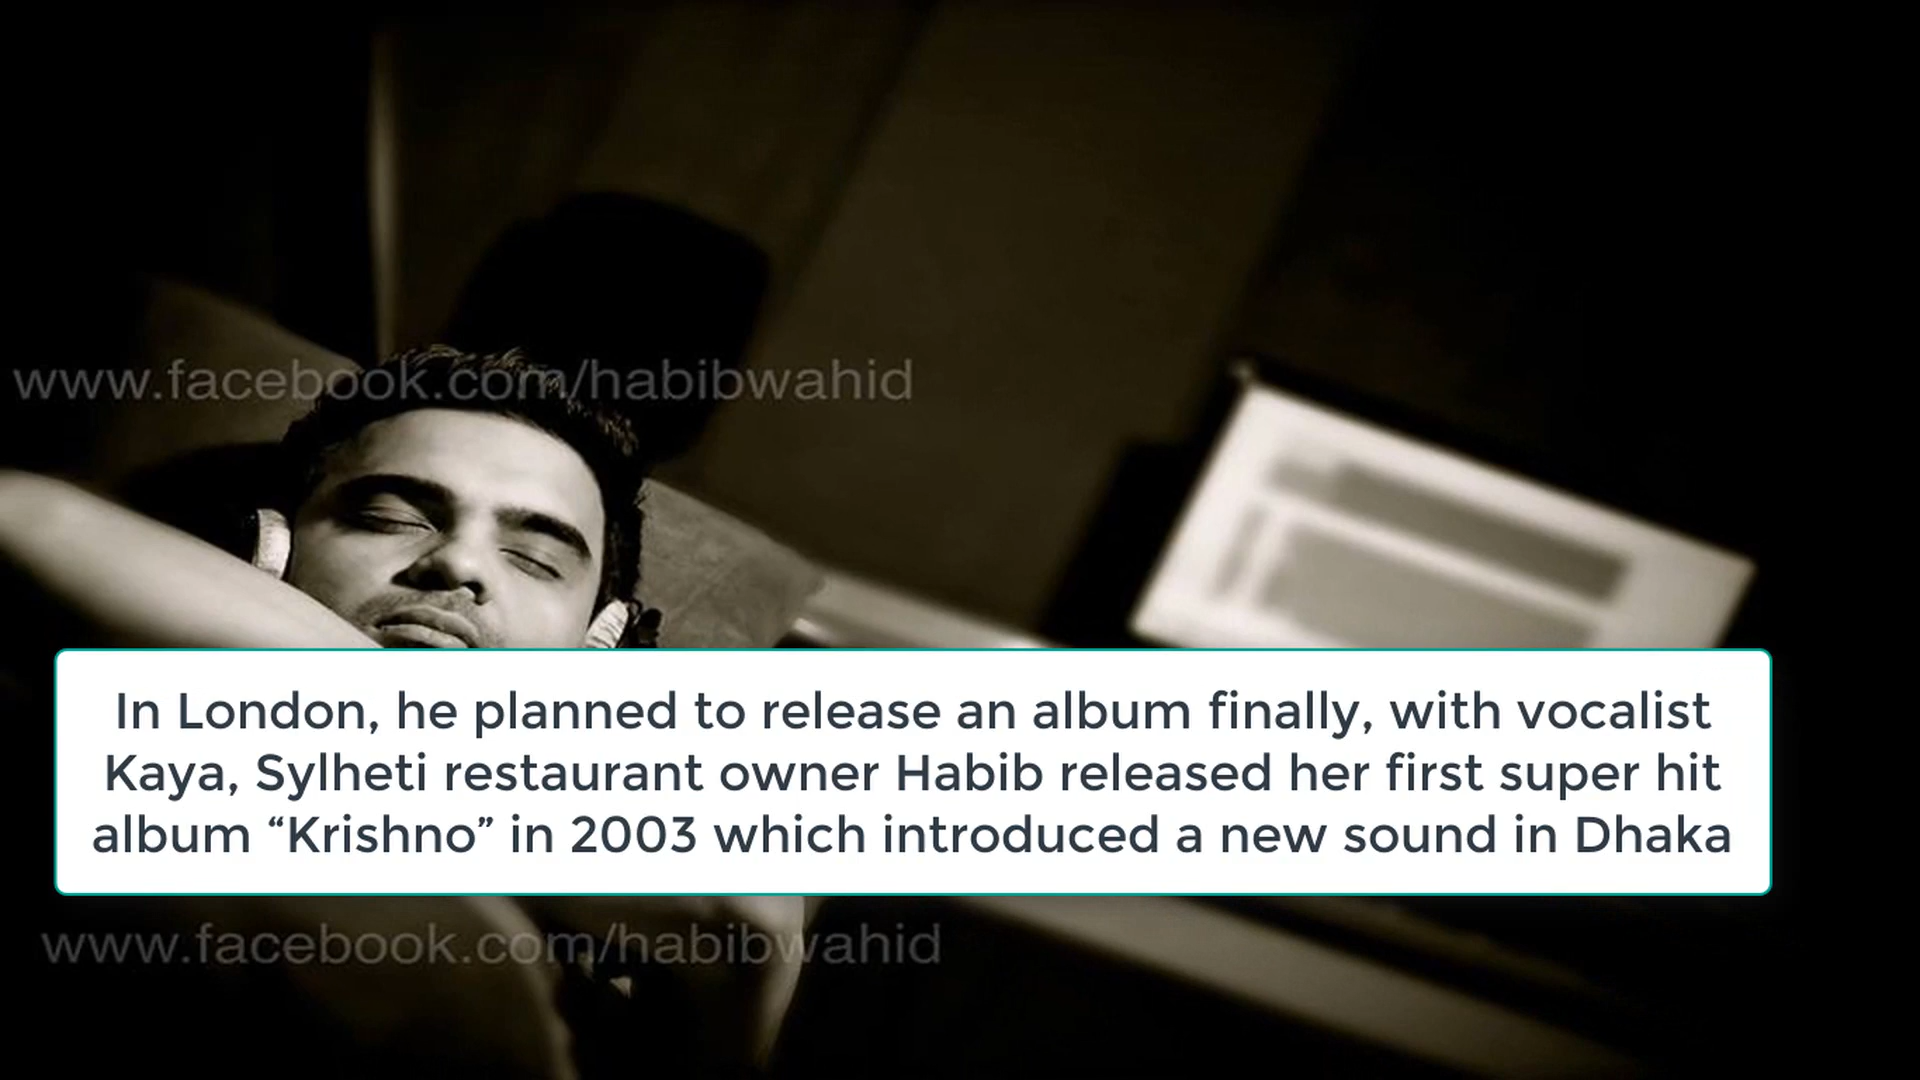 www.facebook.com/habibwahid
In London, he planned to release an album finally, with vocalist
Kaya, Sylheti restaurant owner Habib released her first super hit
album “Krishno” in 2003 which introduced a new sound in Dhaka
www.facebook.com/habibwahid